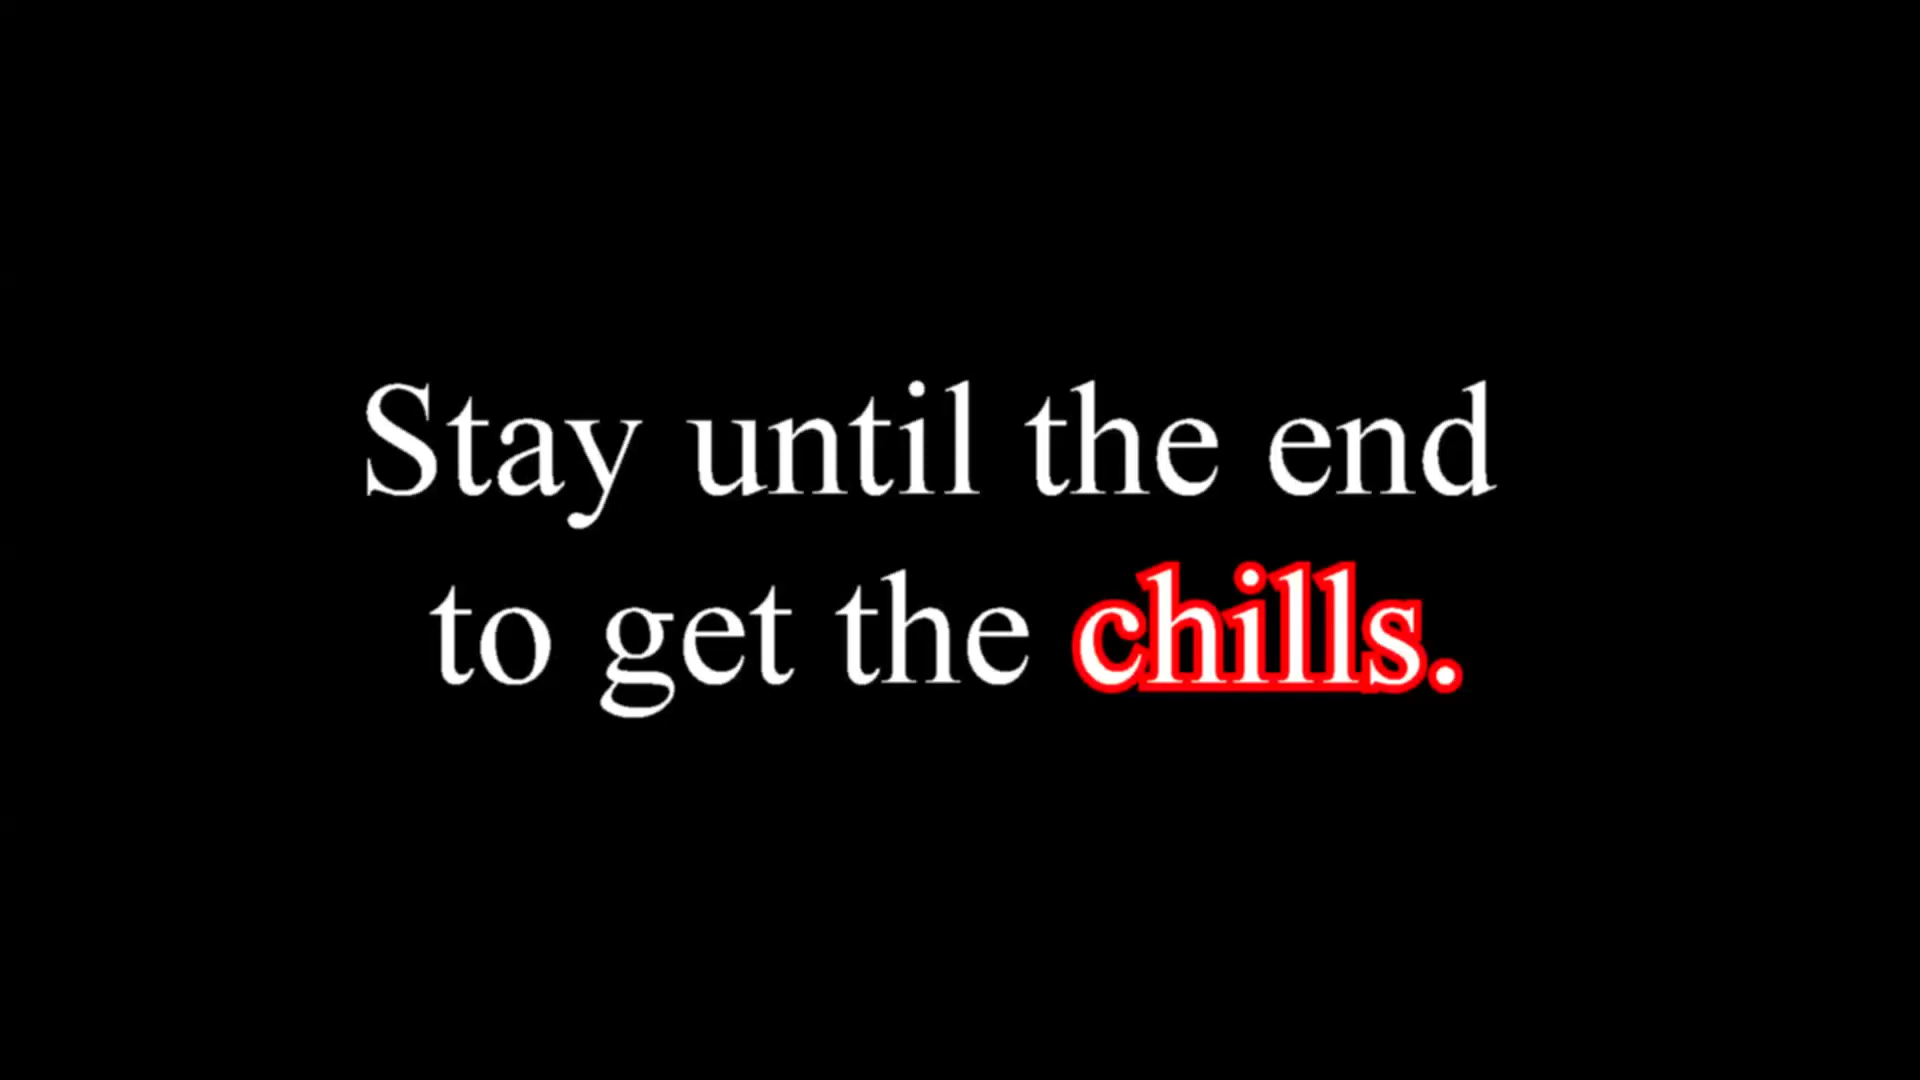 Stay until the end
to get the chills.